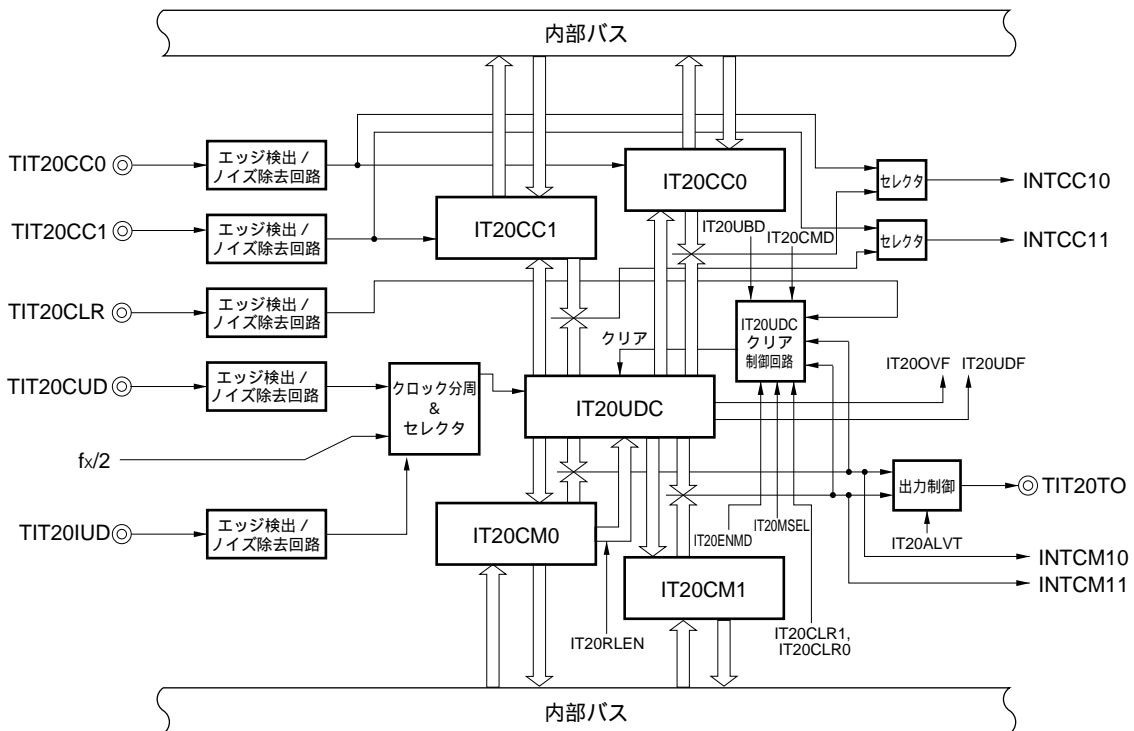 内部バス
TIT20CC0
エッジ検出 /
ノイズ除去回路
IT20CC0
セレクタ
INTCC10
TIT20CC1
エッジ検出 /
ノイズ除去回路
IT20CC1
IT20UBD
IT20CMD
セレクタ
INTCC11
TIT20CLR
エッジ検出 /
ノイズ除去回路
IT20UDC
クリア
制御回路
クリア
IT20OVF
IT20UDF
TIT20CUD
エッジ検出 /
ノイズ除去回路
クロック分周
&
セレクタ
IT20UDC
fx/2
出力制御
TIT20TO
TIT20IUD
エッジ検出 /
ノイズ除去回路
IT20CM0
IT20ENMD
IT20MSEL
IT20ALVT
INTCM10
INTCM11
IT20CM1
IT20RLEN
IT20CLR1,
IT20CLR0
内部バス